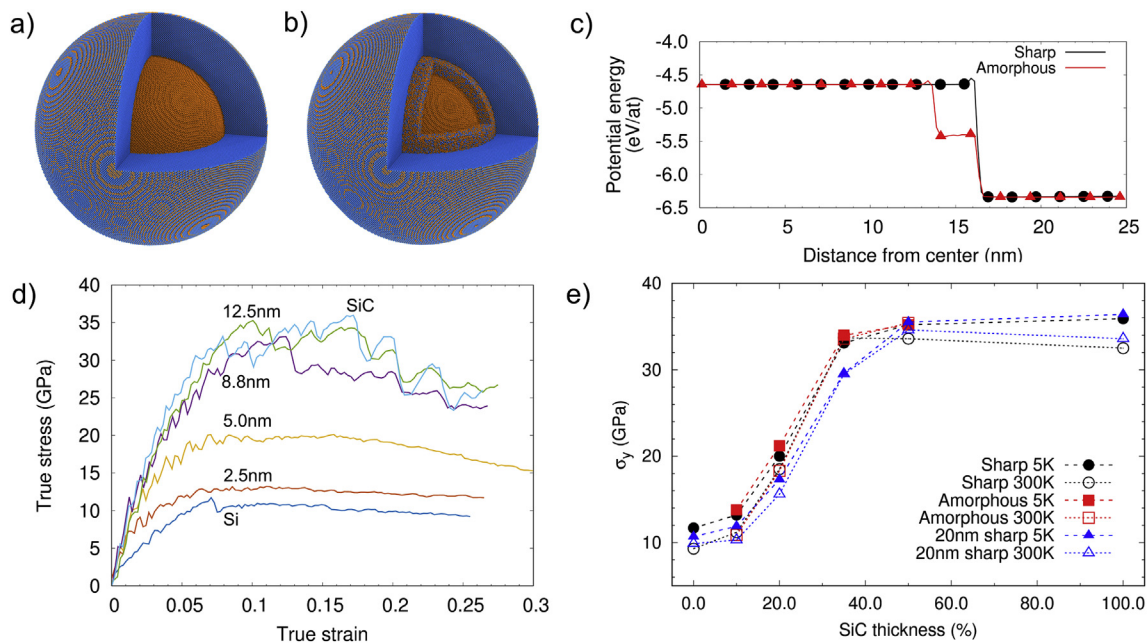 a)
b)
c)
-4.0
-4.5
-5.0
-5.5
-6.0
-6.5
Potential energy
(eV/at)
Sharp
Amorphous
0
5
10
15
20
25
Distance from center (nm)
d)
40
35
30
25
20
15
10
5
0
True stress (GPa)
12.5nm
SiC
8.8nm
5.0nm
2.5nm
Si
0
0.05
0.1
0.15
0.2
0.25
0.3
True strain
e)
40
30
20
10
σy (GPa)
Sharp 5K
Sharp 300K
Amorphous 5K
Amorphous 300K
20nm sharp 5K
20nm sharp 300K
0.0
20.0
40.0
60.0
80.0
100.0
SiC thickness (%)